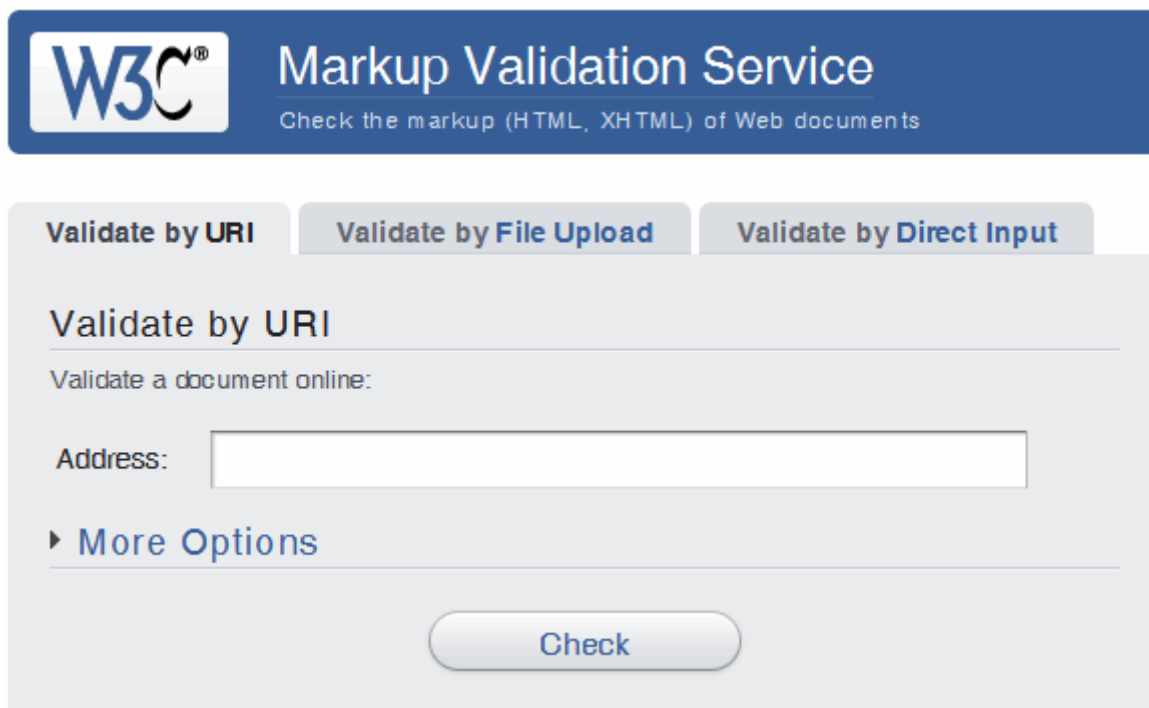 W3C®
Markup Validation Service
Check the markup (HTML, XHTML) of Web documents
Validate by URI
Validate by File Upload
Validate by Direct Input
Validate by URI
Validate a document online:
Address:
More Options
Check